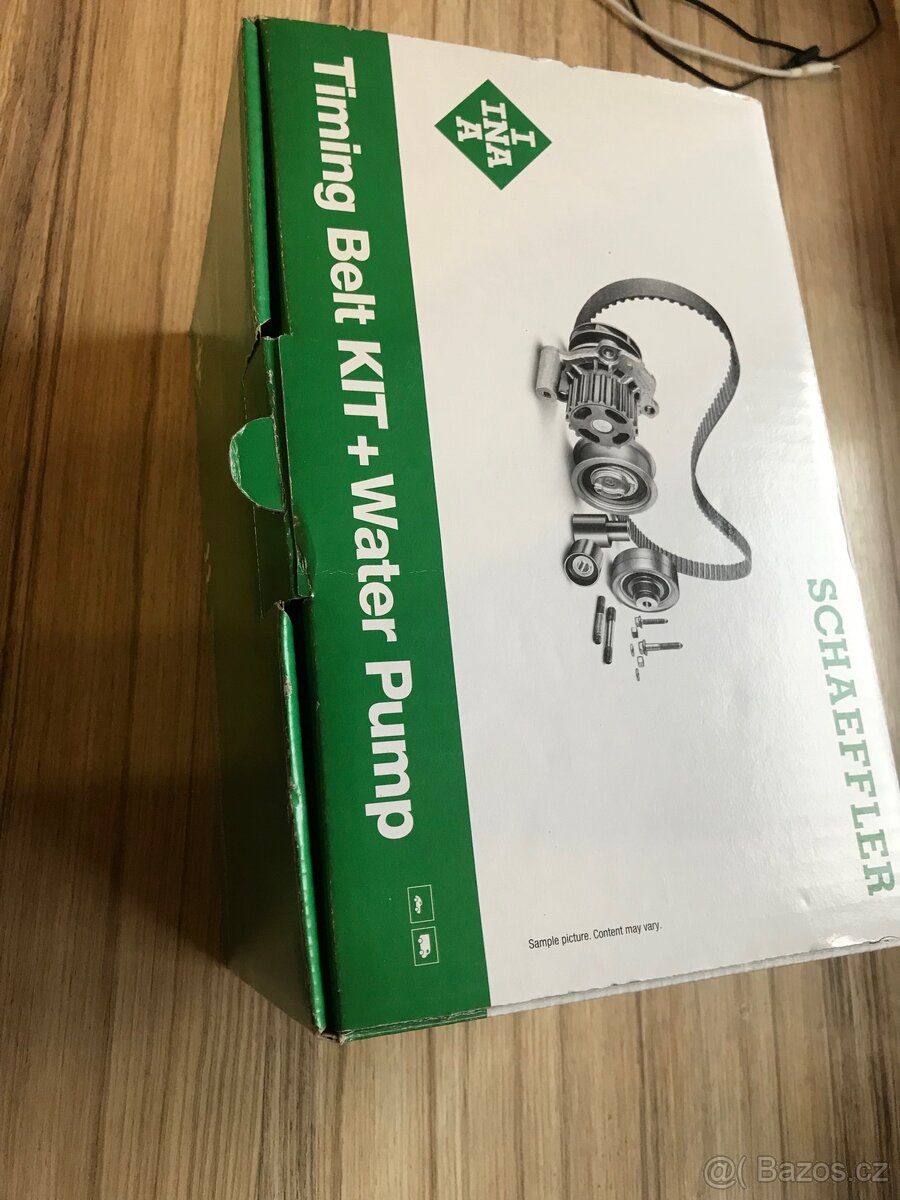 I
INA
A
Timing Belt KIT + Water Pump
SCHAEFFLER
Sample picture. Content may vary.
@( Bazos.cz